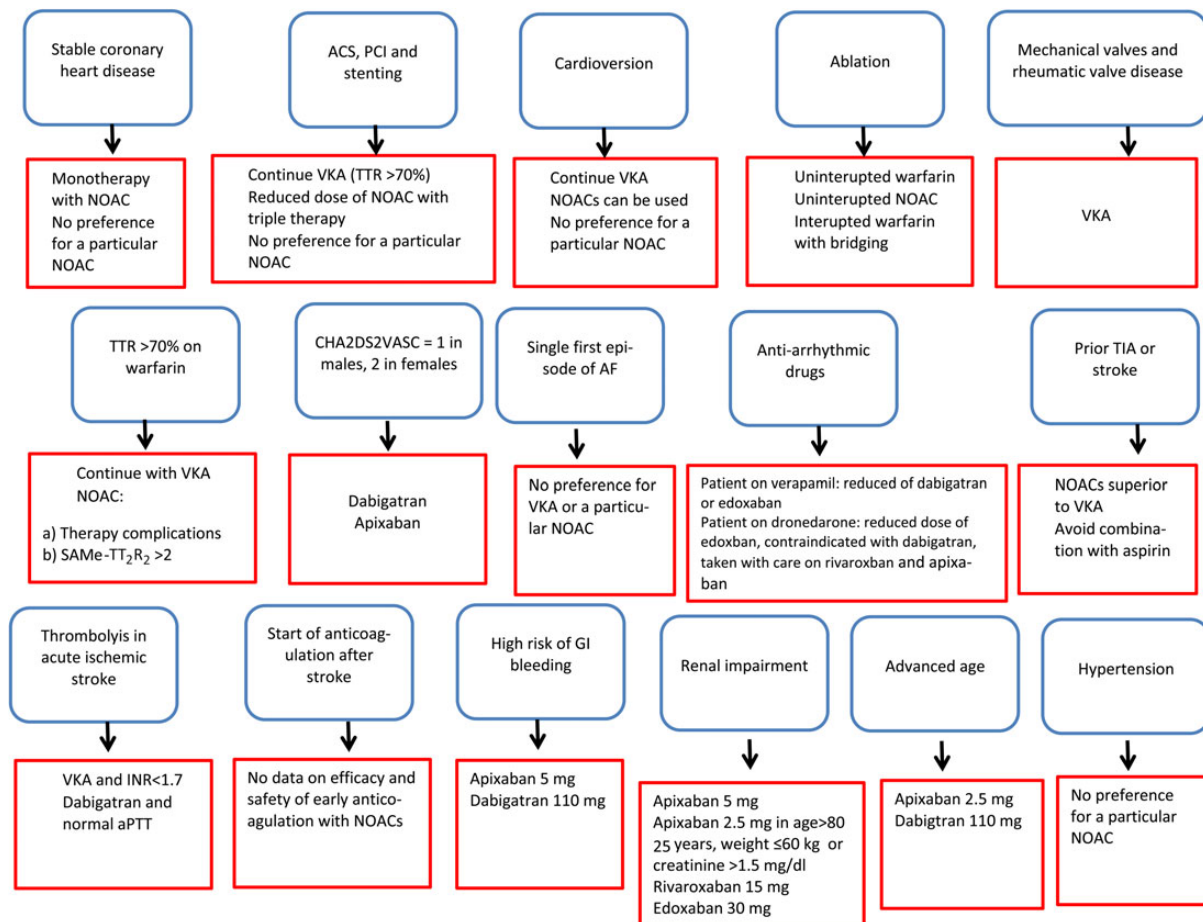 Stable coronary
heart disease
ACS, PCI and
stenting
Cardioversion
Ablation
Mechanical valves and
rheumatic valve disease
Monotherapy
with NOAC
No preference
for a particular
NOAC
Continue VKA (TTR >70%)
Reduced dose of NOAC with
triple therapy
No preference for a particular
NOAC
Continue VKA
NOACs can be used
No preference for a
particular NOAC
Uninterrupted warfarin
Uninterrupted NOAC
Interupted warfarin
with bridging
VKA
TTR >70% on
warfarin
CHA2DS2VASC = 1 in
males, 2 in females
Single first epi-
sode of AF
Anti-arrhythmic
drugs
Prior TIA or
stroke
Continue with VKA
NOAC:
a) Therapy complications
b) SAMe-TT₂R₂ >2
Dabigatran
Apixaban
No preference for
VKA or a particu-
lar NOAC
Patient on verapamil: reduced of dabigatran
or edoxaban
Patient on dronedarone: reduced dose of
edoxban, contraindicated with dabigatran,
taken with care on rivaroxban and apixa-
ban
NOACs superior
to VKA
Avoid combina-
tion with aspirin
Thrombolyis in
acute ischemic
stroke
Start of anticoag-
ulation after
stroke
High risk of GI
bleeding
Renal impairment
Advanced age
Hypertension
VKA and INR<1.7
Dabigatran and
normal aPTT
No data on efficacy and
safety of early antico-
agulation with NOACs
Apixaban 5 mg
Dabigatran 110 mg
Apixaban 5 mg
Apixaban 2.5 mg in age>80
25 years, weight ≤60 kg or
creatinine >1.5 mg/dl
Rivaroxaban 15 mg
Edoxaban 30 mg
Apixaban 2.5 mg
Dabigtran 110 mg
No preference
for a particular
NOAC